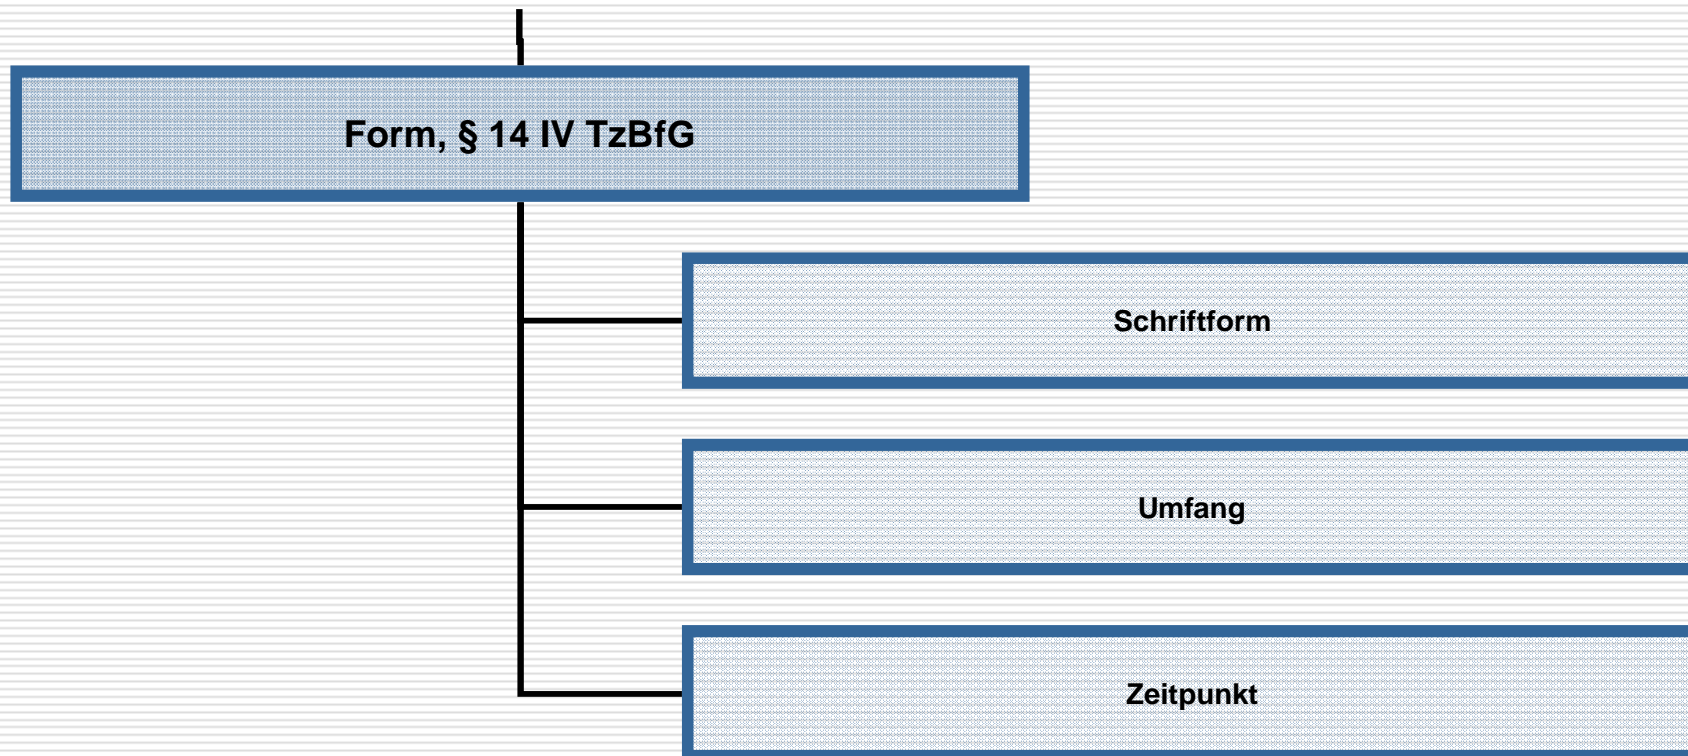 Form, § 14 IV TzBfG
Schriftform
Umfang
Zeitpunkt